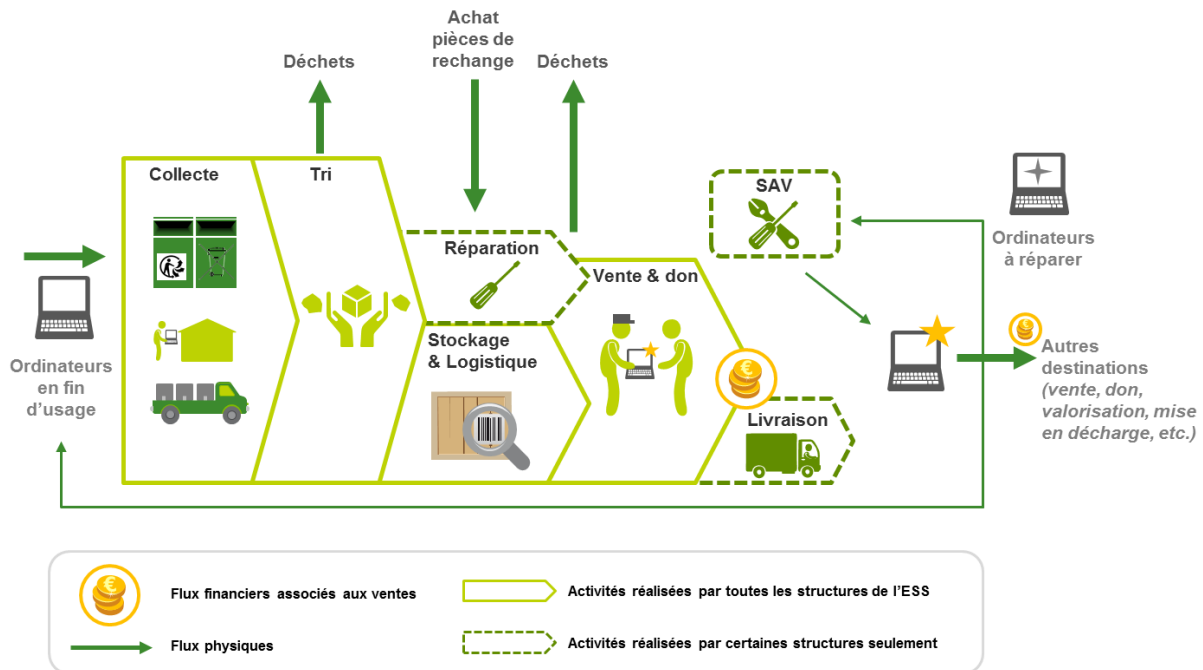 Achat
pièces de
rechange
Déchets
Déchets
Collecte
Tri
Réparation
Stockage
& Logistique
Vente & don
€
Livraison
SAV
Ordinateurs
à réparer
Ordinateurs
en fin
d’usage
€
Autres
destinations
(vente, don,
valorisation, mise
en décharge, etc.)
€
Flux financiers associés aux ventes
Activités réalisées par toutes les structures de l’ESS
Flux physiques
Activités réalisées par certaines structures seulement